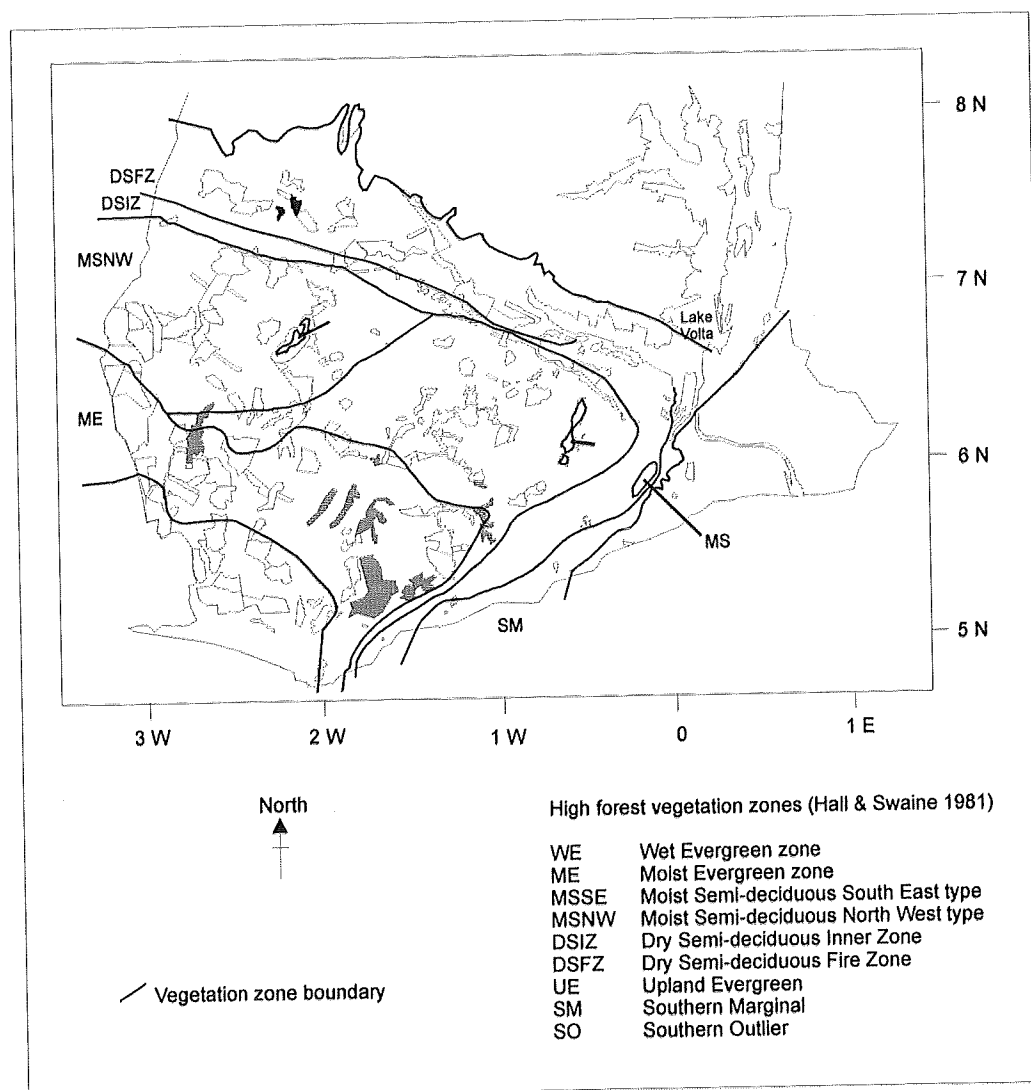 8 N
DSFZ
DSIZ
MSNW
7 N
Lake
Volta
ME
6 N
MS
SM
5 N
3 W
2 W
1 W
0
1 E
North
High forest vegetation zones (Hall & Swaine 1981)
WE Wet Evergreen zone
ME Moist Evergreen zone
MSSE Moist Semi-deciduous South East type
MSNW Moist Semi-deciduous North West type
DSIZ Dry Semi-deciduous Inner Zone
DSFZ Dry Semi-deciduous Fire Zone
UE Upland Evergreen
SM Southern Marginal
SO Southern Outlier
Vegetation zone boundary